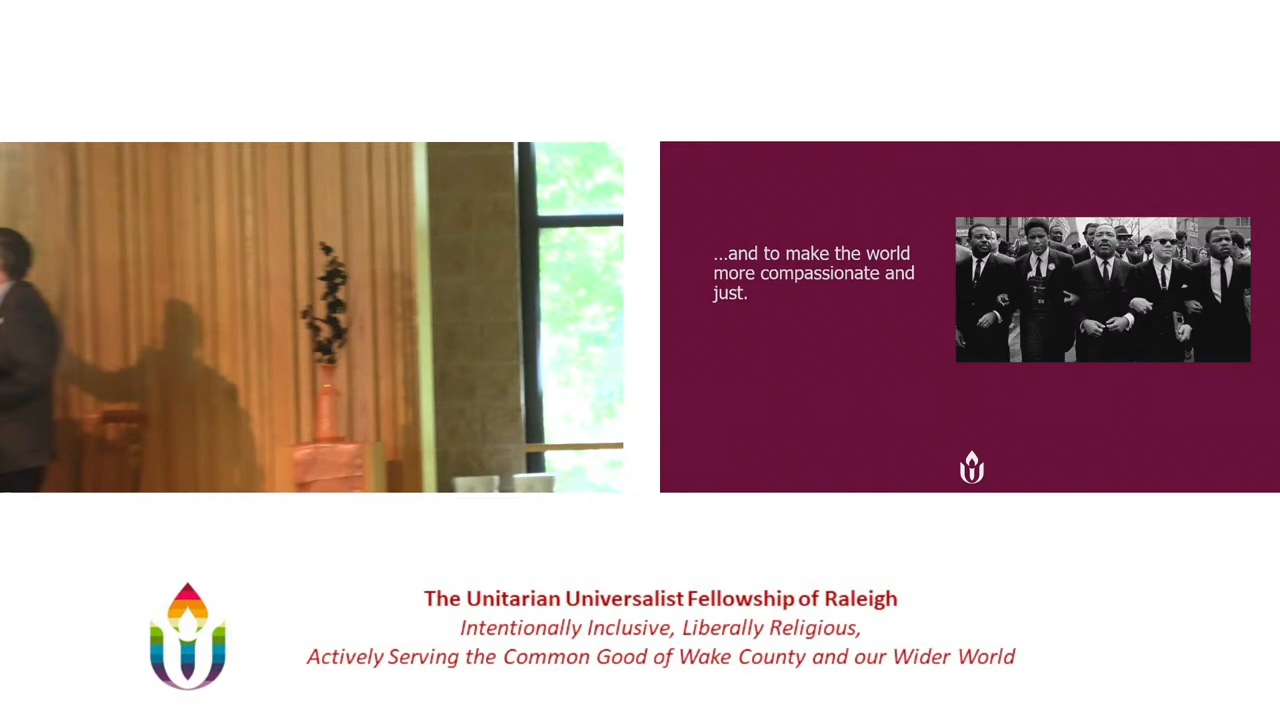 ...and to make the world
more compassionate and
just.
The Unitarian Universalist Fellowship of Raleigh
Intentionally Inclusive, Liberally Religious,
Actively Serving the Common Good of Wake County and our Wider World